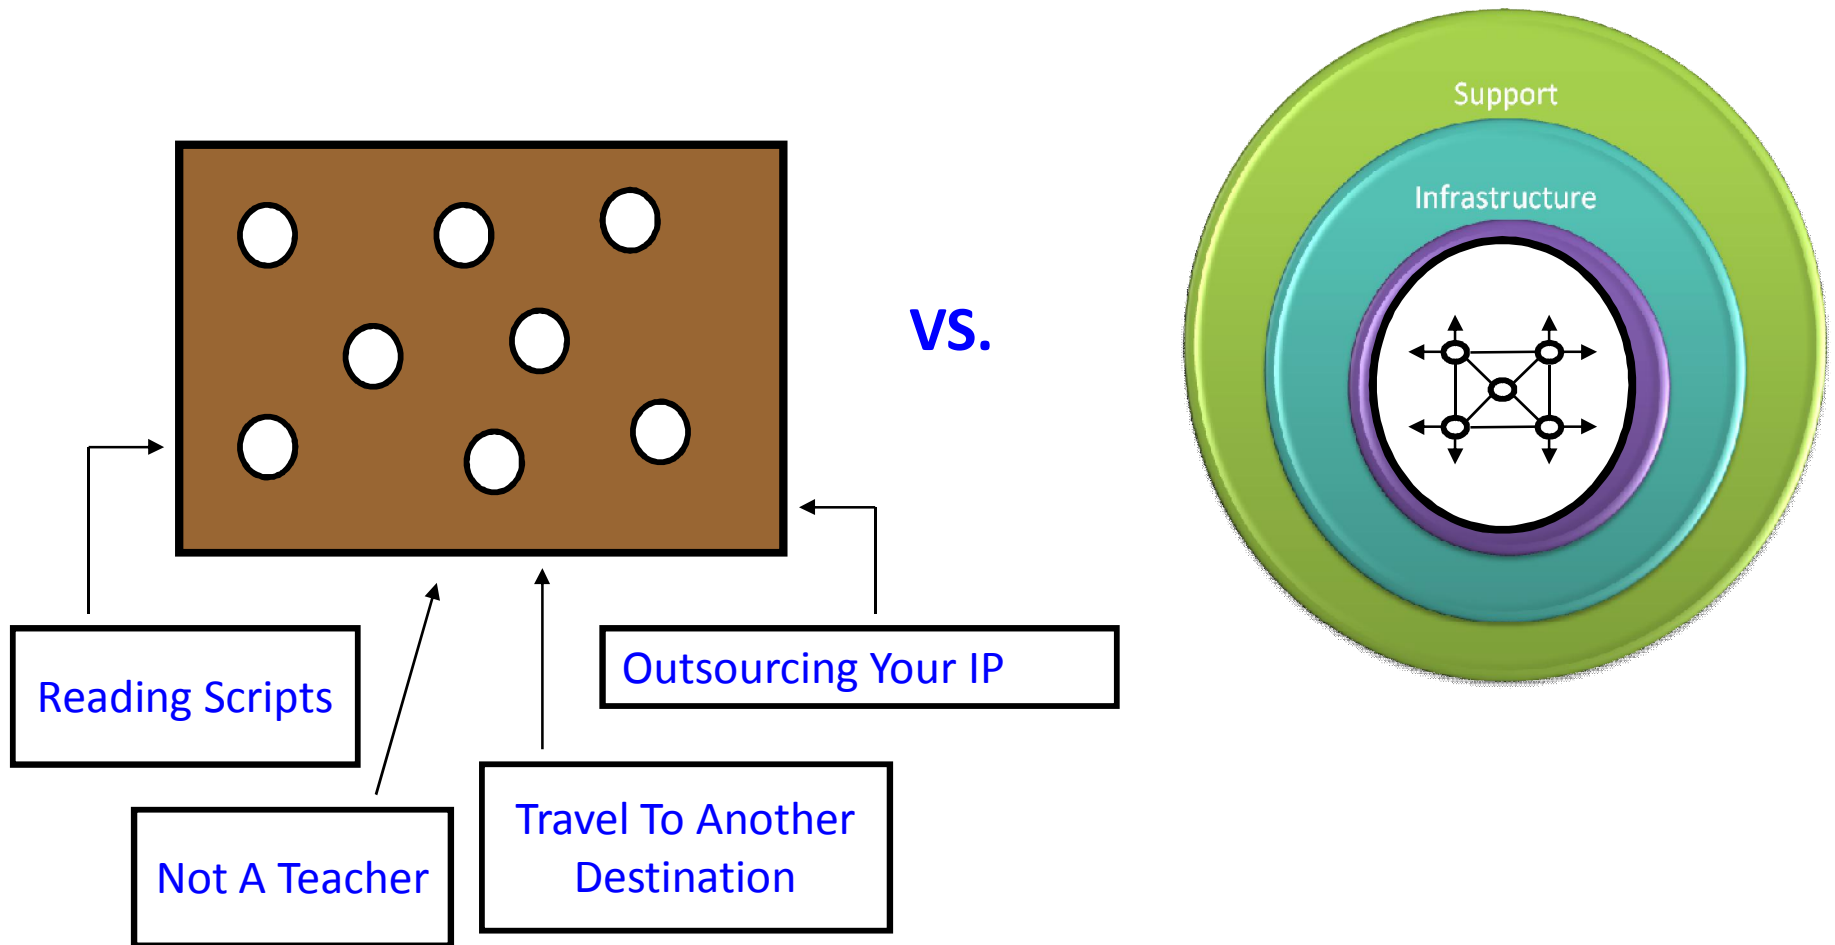 Support
Infrastructure
VS.
Reading Scripts
Outsourcing Your IP
Not A Teacher
Travel To Another
Destination